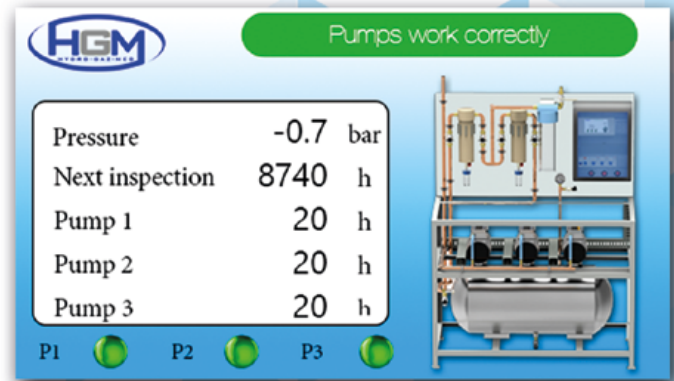 HGM
HYDRO-GAZ-MED
Pumps work correctly
Pressure -0.7 bar
Next inspection 8740 h
Pump 1 20 h
Pump 2 20 h
Pump 3 20 h
P1 P2 P3